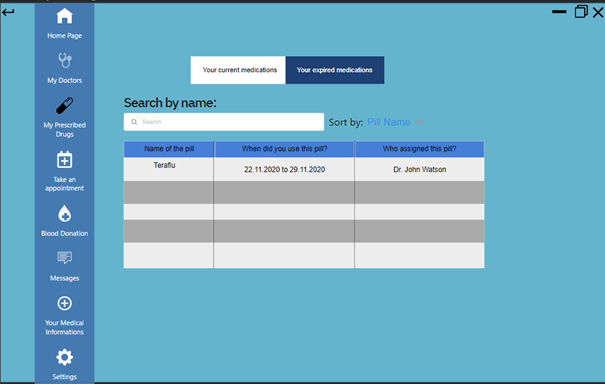 Home Page
My Doctors
My Prescribed
Drugs
Take an
appointment
Blood Donation
Messages
Your Medical
Informations
Settings
Your current medications
Your expired medications
Search by name:
Search
Sort by: Pill Name
Name of the pill When did you use this pill? Who assigned this pill?
Teraflu 22.11.2020 to 29.11.2020 Dr. John Watson